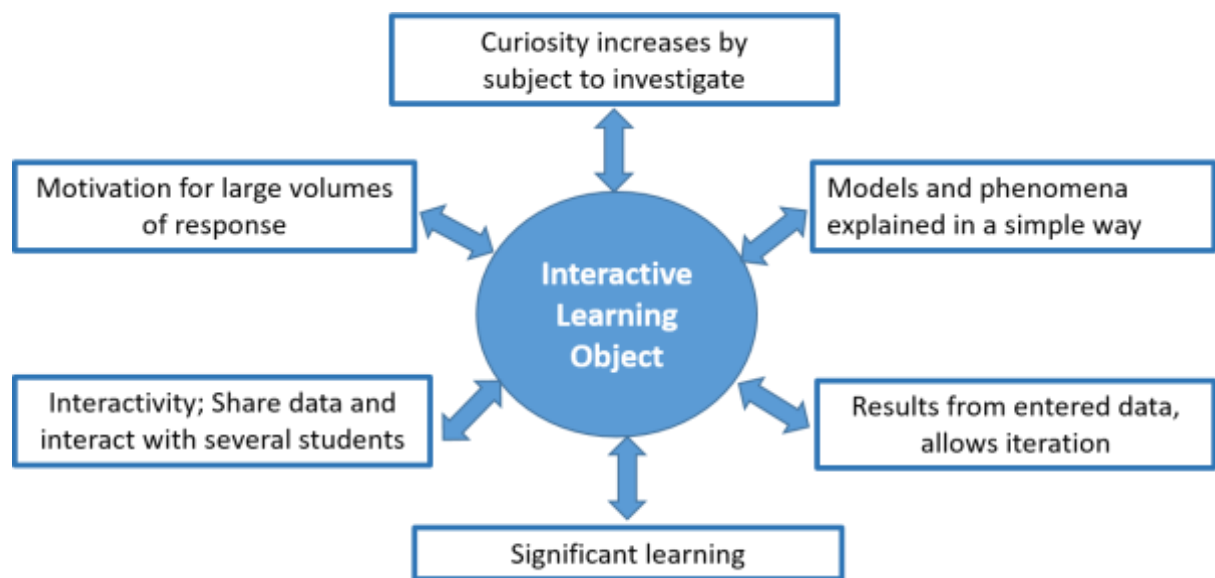 Curiosity increases by
subject to investigate
Motivation for large volumes
of response
Models and phenomena
explained in a simple way
Interactive
Learning
Object
Interactivity; Share data and
interact with several students
Results from entered data,
allows iteration
Significant learning